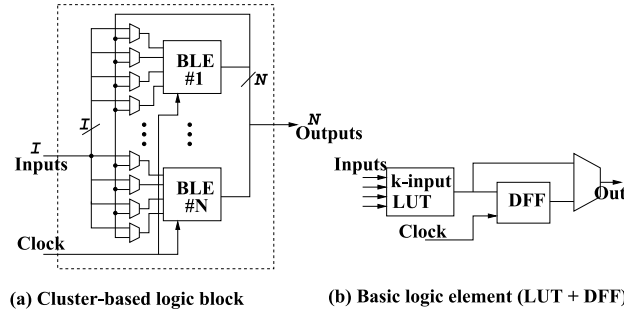 BLE
#1
N
I
N
Outputs
I
Inputs
BLE
#N
Clock
(a) Cluster-based logic block
Inputs
k-input
LUT
DFF
Out
Clock
(b) Basic logic element (LUT + DFF)